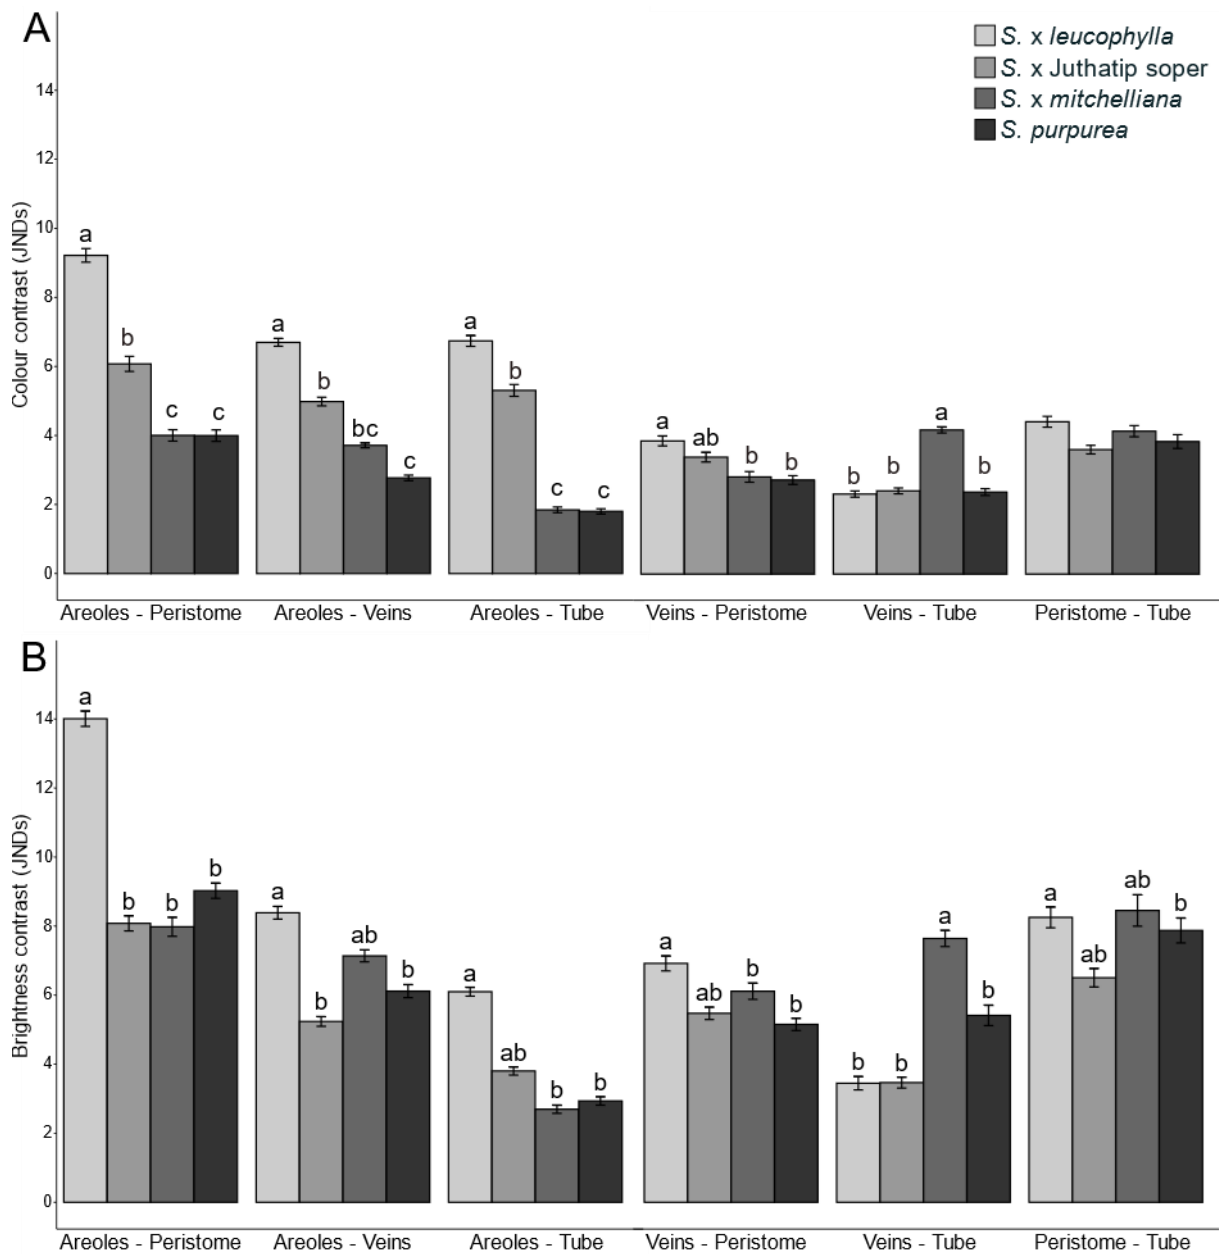 A
S. x leucophylla
S. x Juthatip soper
S. x mitchelliana
S. purpurea
Colour contrast (JNDs)
14
12
10
8
6
4
2
0
a
b
c
c
a
b
bc
c
a
b
c
c
a
ab
b
b
b
b
a
b
Areoles - Peristome
Areoles - Veins
Areoles - Tube
Veins - Peristome
Veins - Tube
Peristome - Tube
B
Brightness contrast (JNDs)
14
12
10
8
6
4
2
0
a
b
b
b
a
b
ab
b
a
ab
b
b
a
ab
b
b
b
b
a
b
a
ab
ab
b
Areoles - Peristome
Areoles - Veins
Areoles - Tube
Veins - Peristome
Veins - Tube
Peristome - Tube